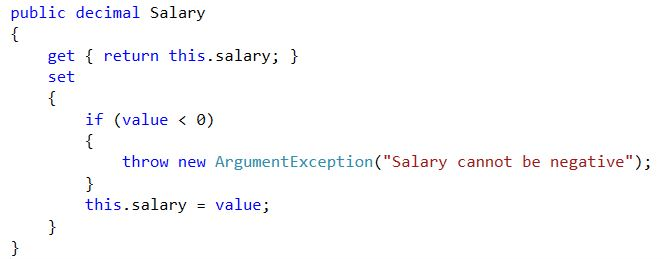 public decimal Salary
{
    get { return this.salary; }
    set
    {
        if (value < 0)
        {
            throw new ArgumentException("Salary cannot be negative");
        }
        this.salary = value;
    }
}